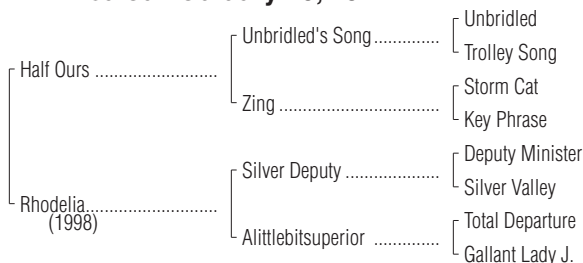 Unbridled
Unbridled's Song..............
Trolley Song
Half Ours ..........................
Storm Cat
Zing ...................................
Key Phrase
Deputy Minister
Silver Deputy ....................
Silver Valley
Rhodelia............................
(1998)
Total Departure
Alittlebitsuperior ..............
Gallant Lady J.